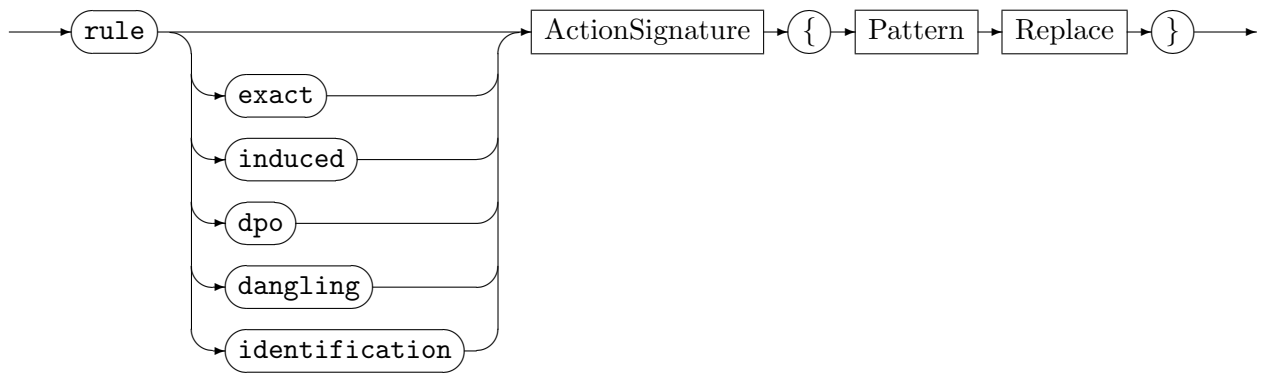 rule ActionSignature { Pattern Replace }
exact
induced
dpo
dangling
identification